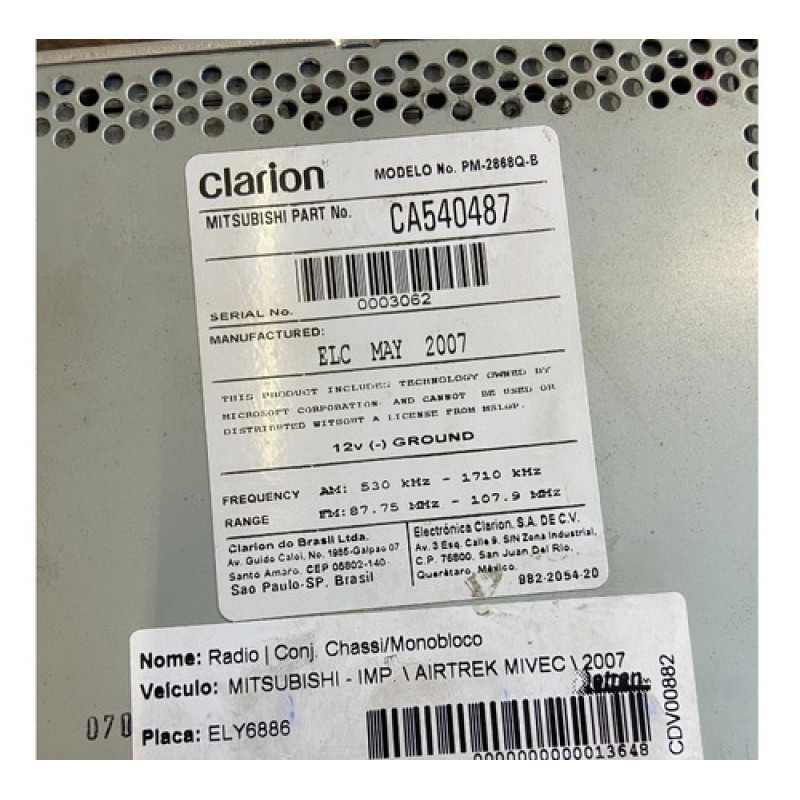 Clarion MODELO No. PM-2868Q-B
MITSUBISHI PART No. CA540487
SERIAL No. 0003062
MANUFACTURED:
ELC MAY 2007
THIS PRODUCT INCLUDES TECHNOLOGY OWNED BY
MICROSOFT CORPORATION AND CANNOT BE USED OR
DISTRIBUTED WITHOUT A LICENSE FROM MSLGP.
12v (-) GROUND
FREQUENCY AM: 530 kHz - 1710 kHz
RANGE FM: 87.75 MHz - 107.9 MHz
Clarion do Brasil Ltda.
Av. Guido Caloi, No. 1985-Galpao 07
Santo Amaro, CEP 05802-140
Sao Paulo-SP. Brasil
Electrónica Clarion, S.A. DE C.V.
Av. 3 Esq. Calle 9, S/N Zona Industrial,
C.P. 76800, San Juan Del Rio,
Querétaro, México.
982-2054-20
Nome: Radio | Conj. Chassi/Monobloco
Veiculo: MITSUBISHI - IMP. \ AIRTREK MIVEC \ 2007
Placa: ELY6886
070
0000000000013648
CDV00882